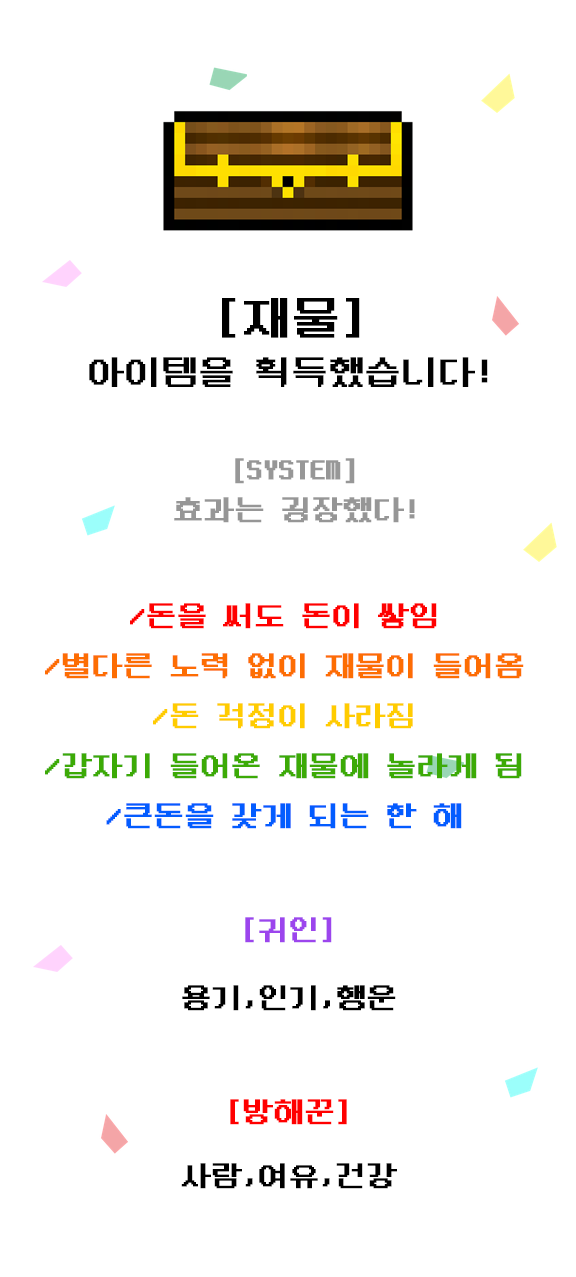 [재물]
아이템을 획득했습니다!
[SYSTEM]
효과는 굉장했다!
/돈을 써도 돈이 쌓임
/별다른 노력 없이 재물이 들어옴
/돈 걱정이 사라짐
/갑자기 들어온 재물에 놀라게 됨
/큰돈을 갖게 되는 한 해
[귀인]
용기,인기,행운
[방해꾼]
사람,여유,건강